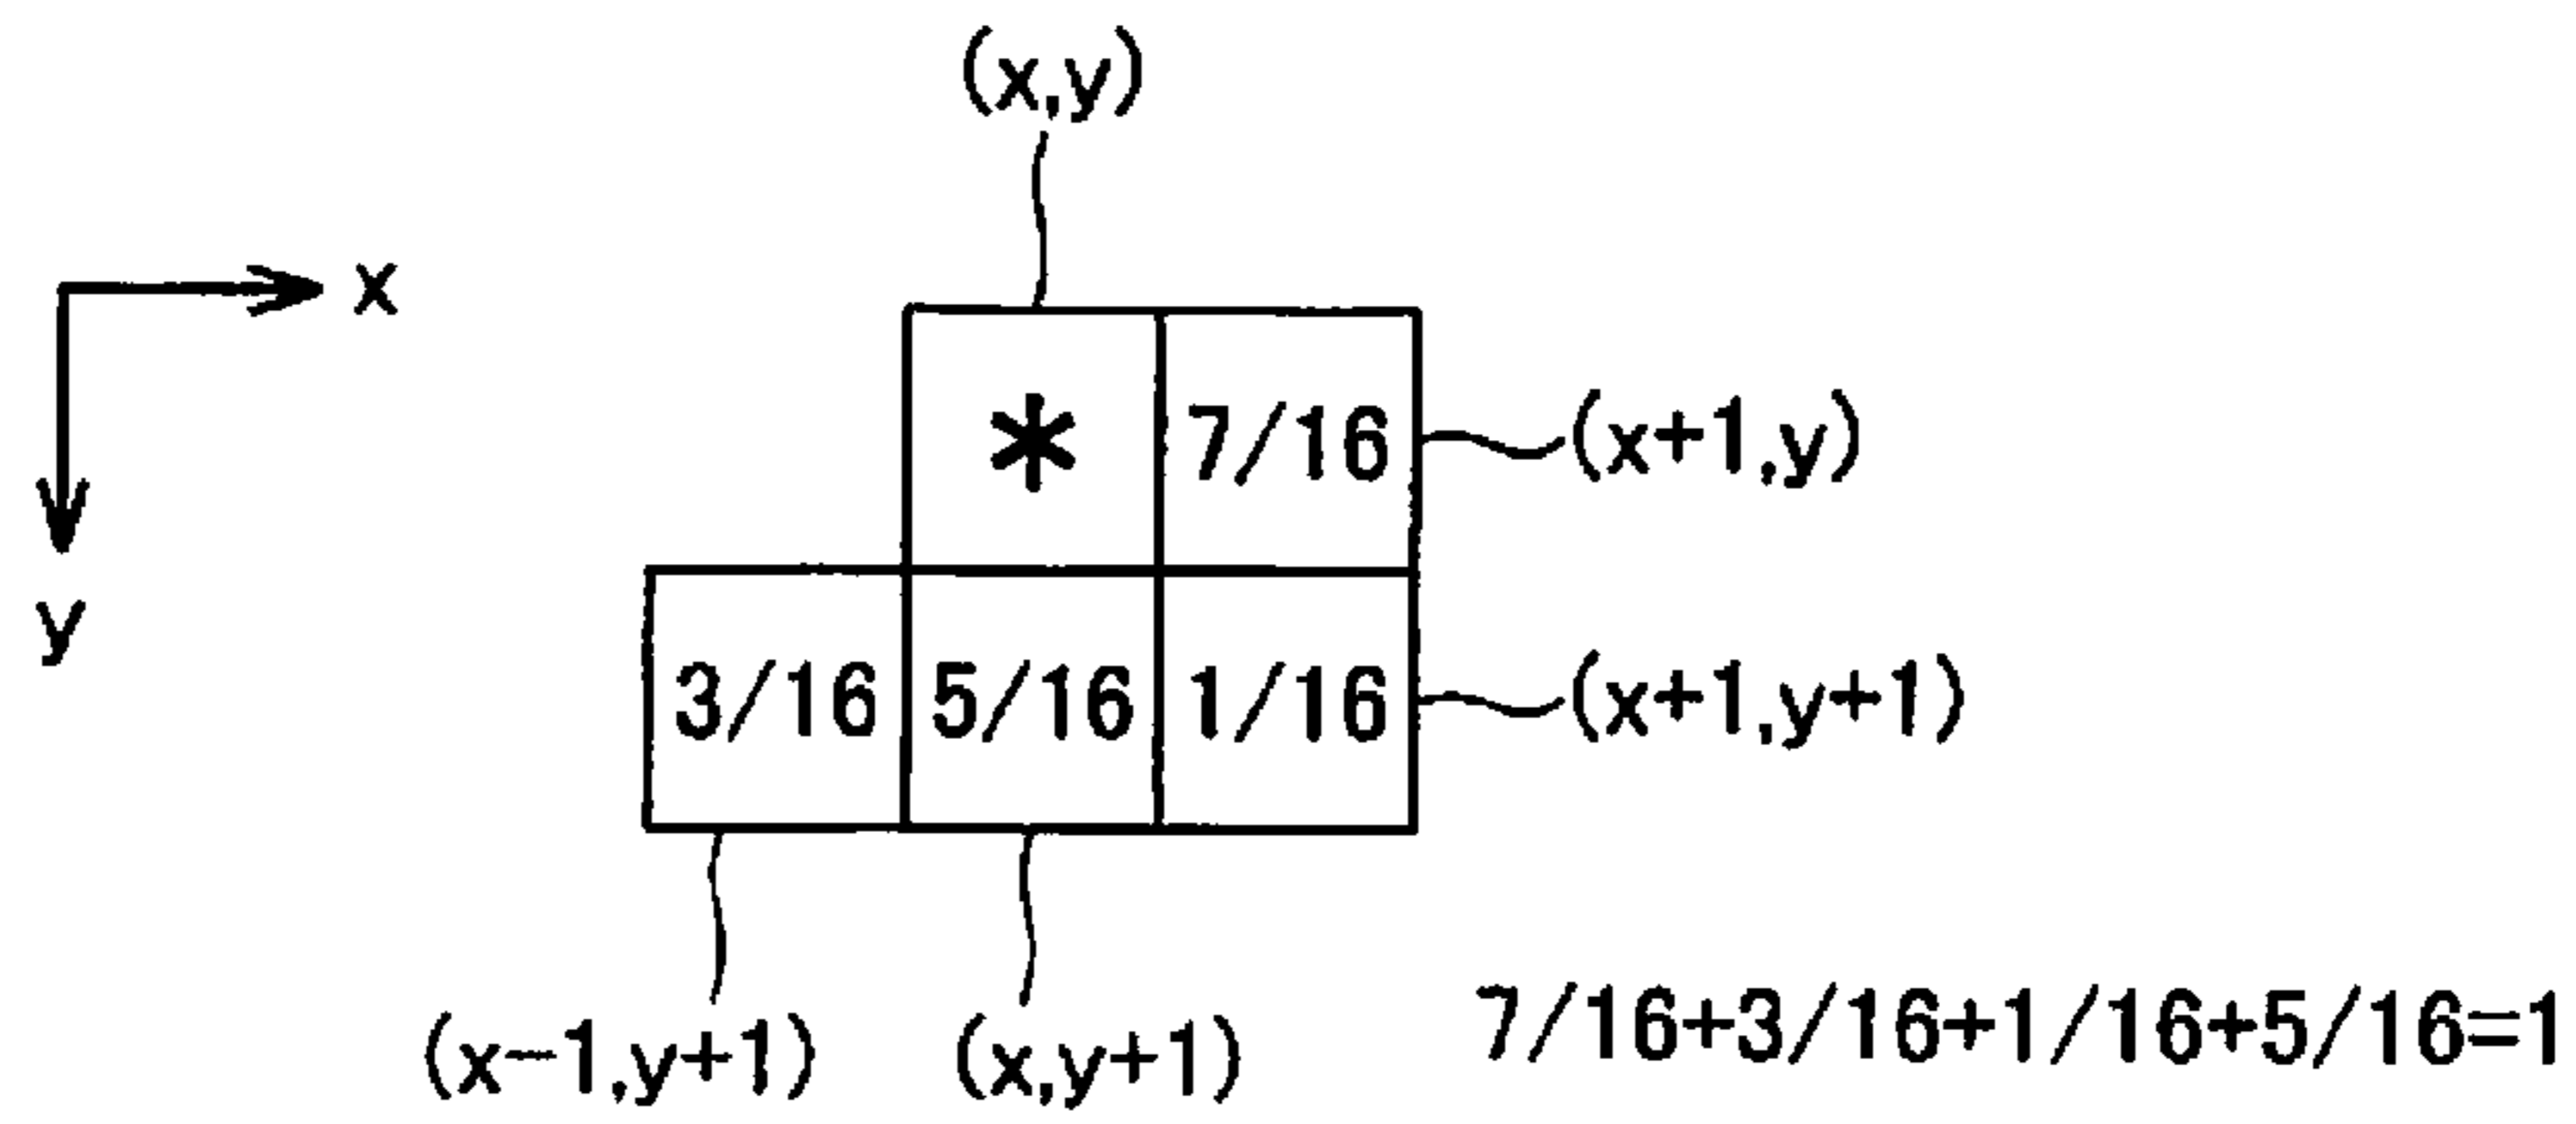 (x,y)
x
y
* 7/16 (x+1,y)
3/16 5/16 1/16 (x+1,y+1)
(x−1,y+1) (x,y+1)
7/16+3/16+1/16+5/16=1